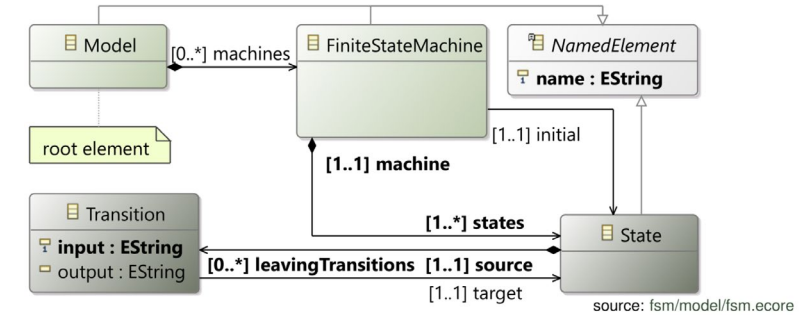 Model
[0..*] machines
FiniteStateMachine
NamedElement
name : EString
root element
[1..1] initial
[1..1] machine
Transition
input : EString
output : EString
[1..*] states
State
[0..*] leavingTransitions [1..1] source
[1..1] target
source: fsm/model/fsm.ecore